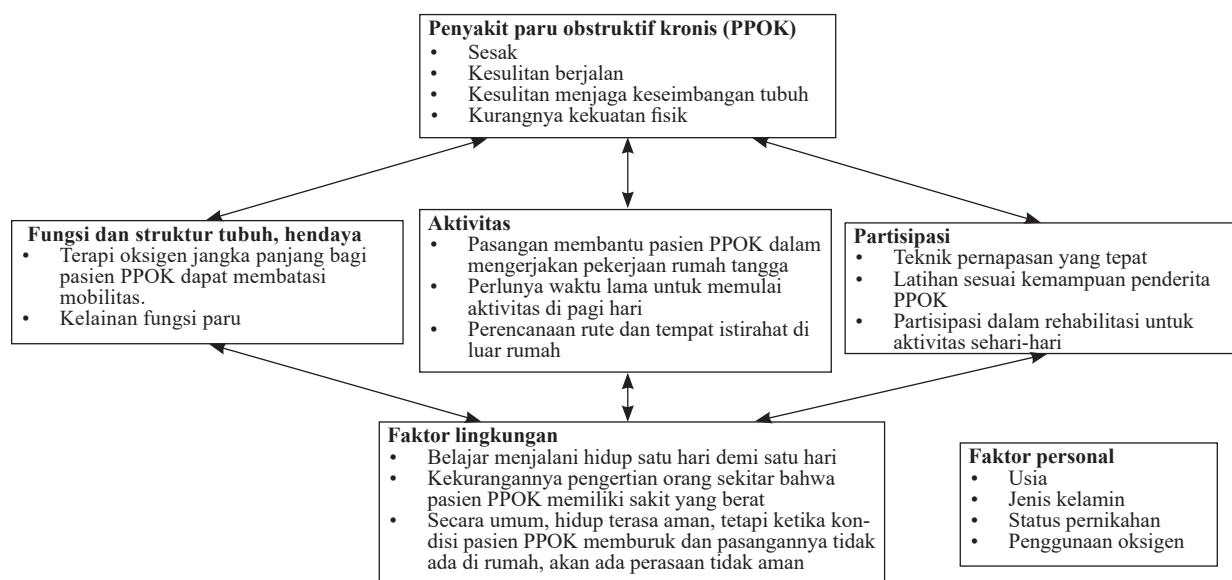 Penyakit paru obstruktif kronis (PPOK)
• Sesak
• Kesulitan berjalan
• Kesulitan menjaga keseimbangan tubuh
• Kurangnya kekuatan fisik
Fungsi dan struktur tubuh, hendaya
• Terapi oksigen jangka panjang bagi
pasien PPOK dapat membatasi
mobilitas.
• Kelainan fungsi paru
Aktivitas
• Pasangan membantu pasien PPOK dalam
mengerjakan pekerjaan rumah tangga
• Perlunya waktu lama untuk memulai
aktivitas di pagi hari
• Perencanaan rute dan tempat istirahat di
luar rumah
Partisipasi
• Teknik pernapasan yang tepat
• Latihan sesuai kemampuan penderita
PPOK
• Partisipasi dalam rehabilitasi untuk
aktivitas sehari-hari
Faktor lingkungan
• Belajar menjalani hidup satu hari demi satu hari
• Kekurangannya pengertian orang sekitar bahwa
pasien PPOK memiliki sakit yang berat
• Secara umum, hidup terasa aman, tetapi ketika kon-
disi pasien PPOK memburuk dan pasangannya tidak
ada di rumah, akan ada perasaan tidak aman
Faktor personal
• Usia
• Jenis kelamin
• Status pernikahan
• Penggunaan oksigen